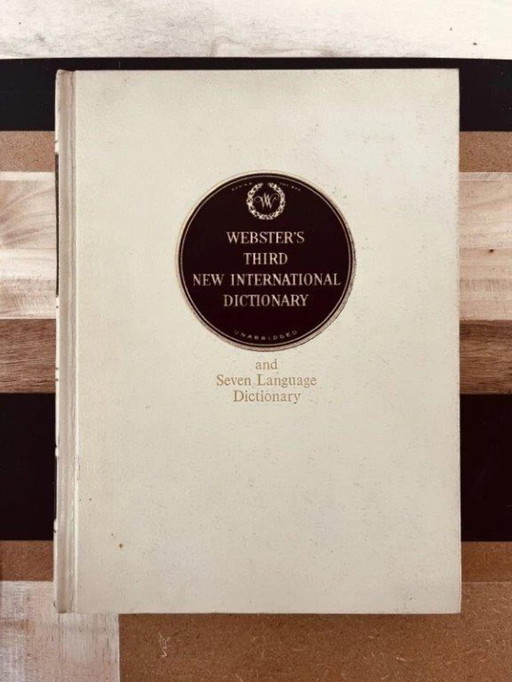 W
WEBSTER'S
THIRD
NEW INTERNATIONAL
DICTIONARY
UNABRIDGED
and
Seven Language
Dictionary